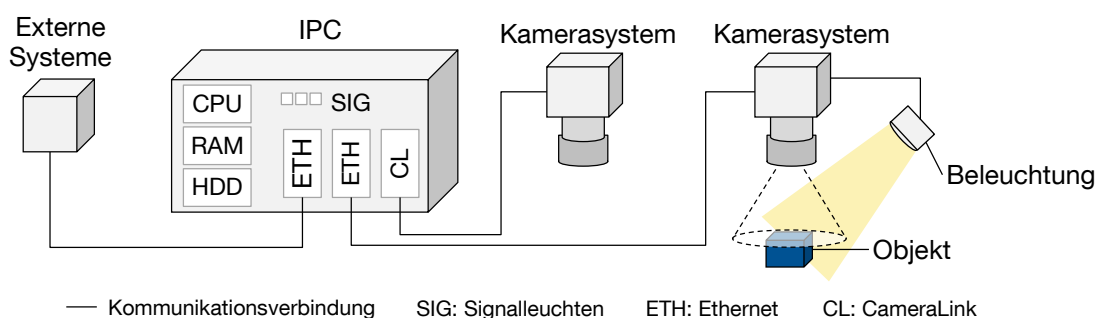 Externe
Systeme
IPC
Kamerasystem
Kamerasystem
CPU
SIG
RAM
HDD
ETH
ETH
CL
Beleuchtung
Objekt
Kommunikationsverbindung SIG: Signalleuchten ETH: Ethernet CL: CameraLink